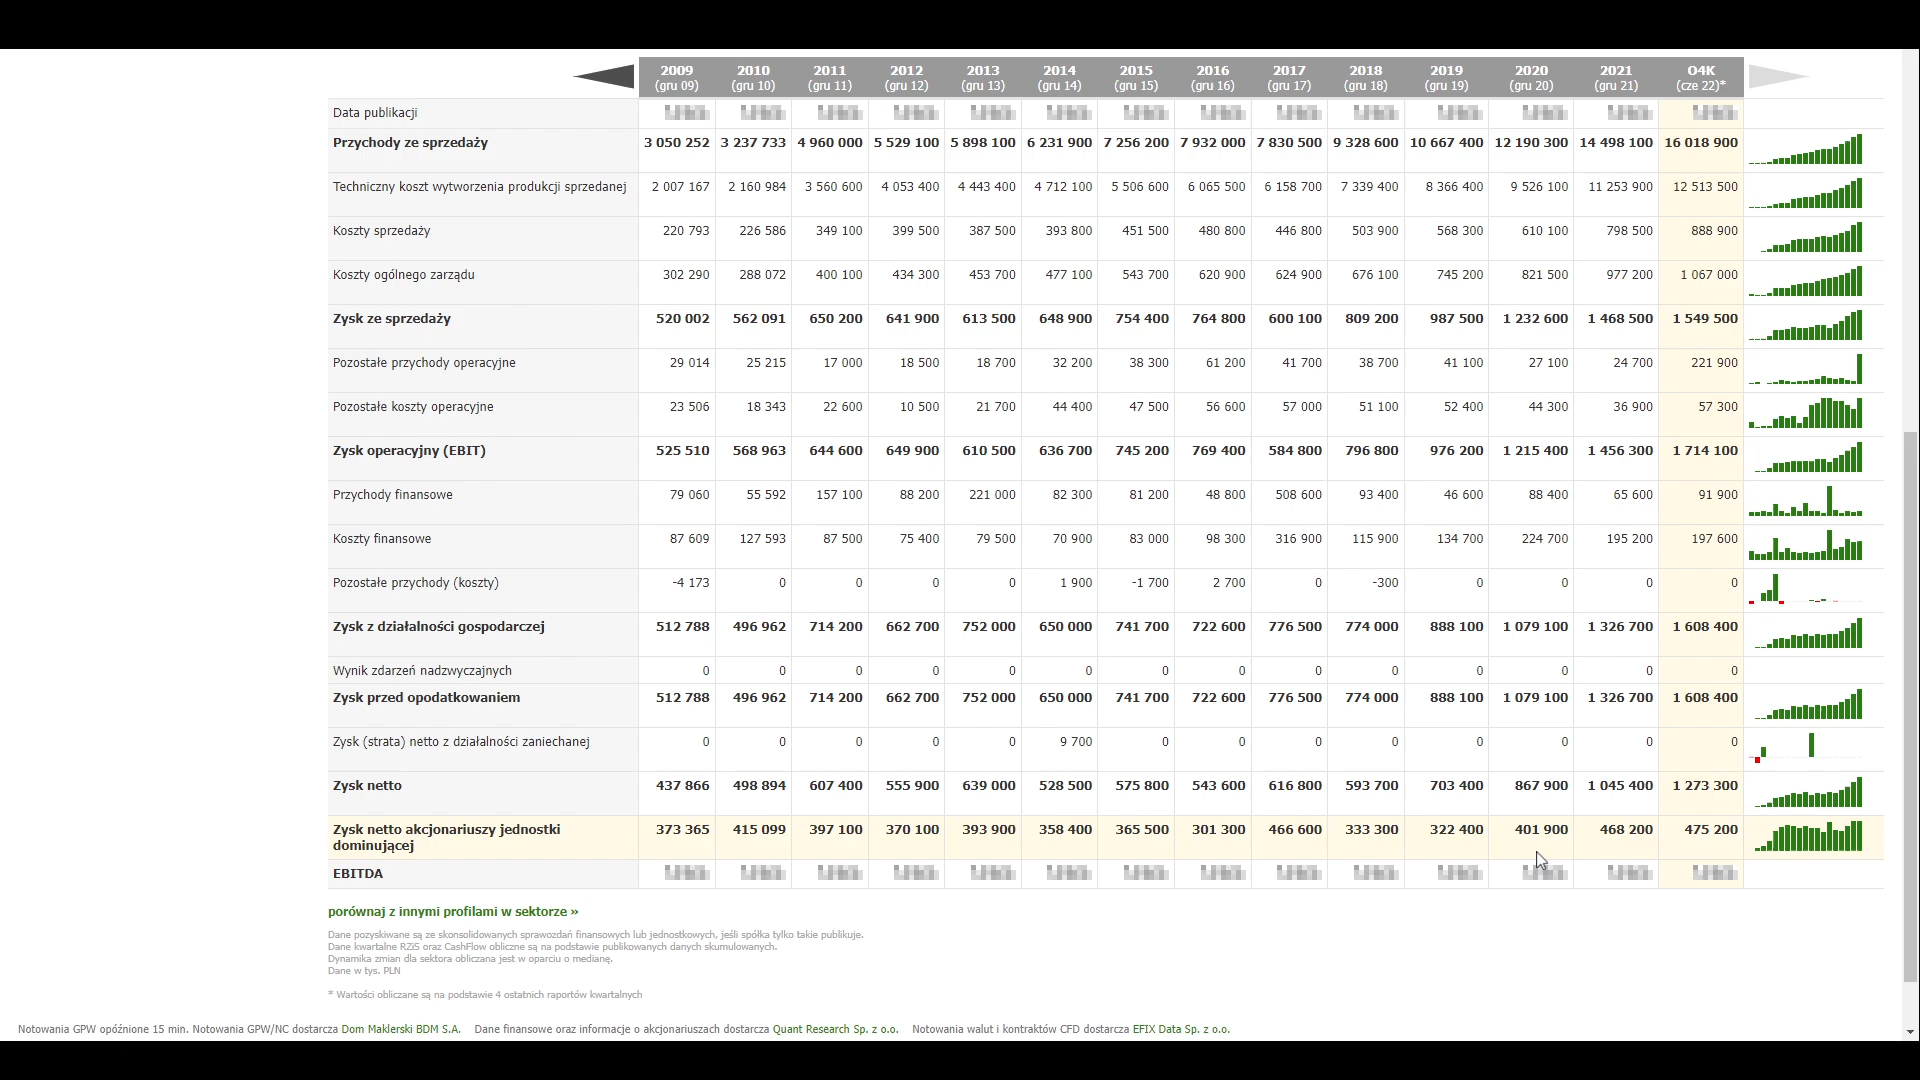 2009 2010 2011 2012 2013 2014 2015 2016 2017 2018 2019 2020 2021 O4K
(gru 09) (gru 10) (gru 11) (gru 12) (gru 13) (gru 14) (gru 15) (gru 16) (gru 17) (gru 18) (gru 19) (gru 20) (gru 21) (cze 22)*
Data publikacji
Przychody ze sprzedaży 3 050 252 3 237 733 4 960 000 5 529 100 5 898 100 6 231 900 7 256 200 7 932 000 7 830 500 9 328 600 10 667 400 12 190 300 14 498 100 16 018 900
Techniczny koszt wytworzenia produkcji sprzedanej 2 007 167 2 160 984 3 560 600 4 053 400 4 443 400 4 712 100 5 506 600 6 065 500 6 158 700 7 339 400 8 366 400 9 526 100 11 253 900 12 513 500
Koszty sprzedaży 220 793 226 586 349 100 399 500 387 500 393 800 451 500 480 800 446 800 503 900 568 300 610 100 798 500 888 900
Koszty ogólnego zarządu 302 290 288 072 400 100 434 300 453 700 477 100 543 700 620 900 624 900 676 100 745 200 821 500 977 200 1 067 000
Zysk ze sprzedaży 520 002 562 091 650 200 641 900 613 500 648 900 754 400 764 800 600 100 809 200 987 500 1 232 600 1 468 500 1 549 500
Pozostałe przychody operacyjne 29 014 25 215 17 000 18 500 18 700 32 200 38 300 61 200 41 700 38 700 41 100 27 100 24 700 221 900
Pozostałe koszty operacyjne 23 506 18 343 22 600 10 500 21 700 44 400 47 500 56 600 57 000 51 100 52 400 44 300 36 900 57 300
Zysk operacyjny (EBIT) 525 510 568 963 644 600 649 900 610 500 636 700 745 200 769 400 584 800 796 800 976 200 1 215 400 1 456 300 1 714 100
Przychody finansowe 79 060 55 592 157 100 88 200 221 000 82 300 81 200 48 800 508 600 93 400 46 600 88 400 65 600 91 900
Koszty finansowe 87 609 127 593 87 500 75 400 79 500 70 900 83 000 98 300 316 900 115 900 134 700 224 700 195 200 197 600
Pozostałe przychody (koszty) -4 173 0 0 0 0 1 900 -1 700 2 700 0 -300 0 0 0 0
Zysk z działalności gospodarczej 512 788 496 962 714 200 662 700 752 000 650 000 741 700 722 600 776 500 774 000 888 100 1 079 100 1 326 700 1 608 400
Wynik zdarzeń nadzwyczajnych 0 0 0 0 0 0 0 0 0 0 0 0 0 0
Zysk przed opodatkowaniem 512 788 496 962 714 200 662 700 752 000 650 000 741 700 722 600 776 500 774 000 888 100 1 079 100 1 326 700 1 608 400
Zysk (strata) netto z działalności zaniechanej 0 0 0 0 0 9 700 0 0 0 0 0 0 0 0
Zysk netto 437 866 498 894 607 400 555 900 639 000 528 500 575 800 543 600 616 800 593 700 703 400 867 900 1 045 400 1 273 300
Zysk netto akcjonariuszy jednostki 373 365 415 099 397 100 370 100 393 900 358 400 365 500 301 300 466 600 333 300 322 400 401 900 468 200 475 200
dominującej
EBITDA
porównaj z innymi profilami w sektorze »
Dane pozyskiwane są ze skonsolidowanych sprawozdań finansowych lub jednostkowych, jeśli spółka tylko takie publikuje.
Dane kwartalne RZiS oraz CashFlow obliczne są na podstawie publikowanych danych skumulowanych.
Dynamika zmian dla sektora obliczana jest w oparciu o medianę.
Dane w tys. PLN
* Wartości obliczane są na podstawie 4 ostatnich raportów kwartalnych
Notowania GPW opóźnione 15 min. Notowania GPW/NC dostarcza Dom Maklerski BDM S.A. Dane finansowe oraz informacje o akcjonariuszach dostarcza Quant Research Sp. z o.o. Notowania walut i kontraktów CFD dostarcza EFIX Data Sp. z o.o.